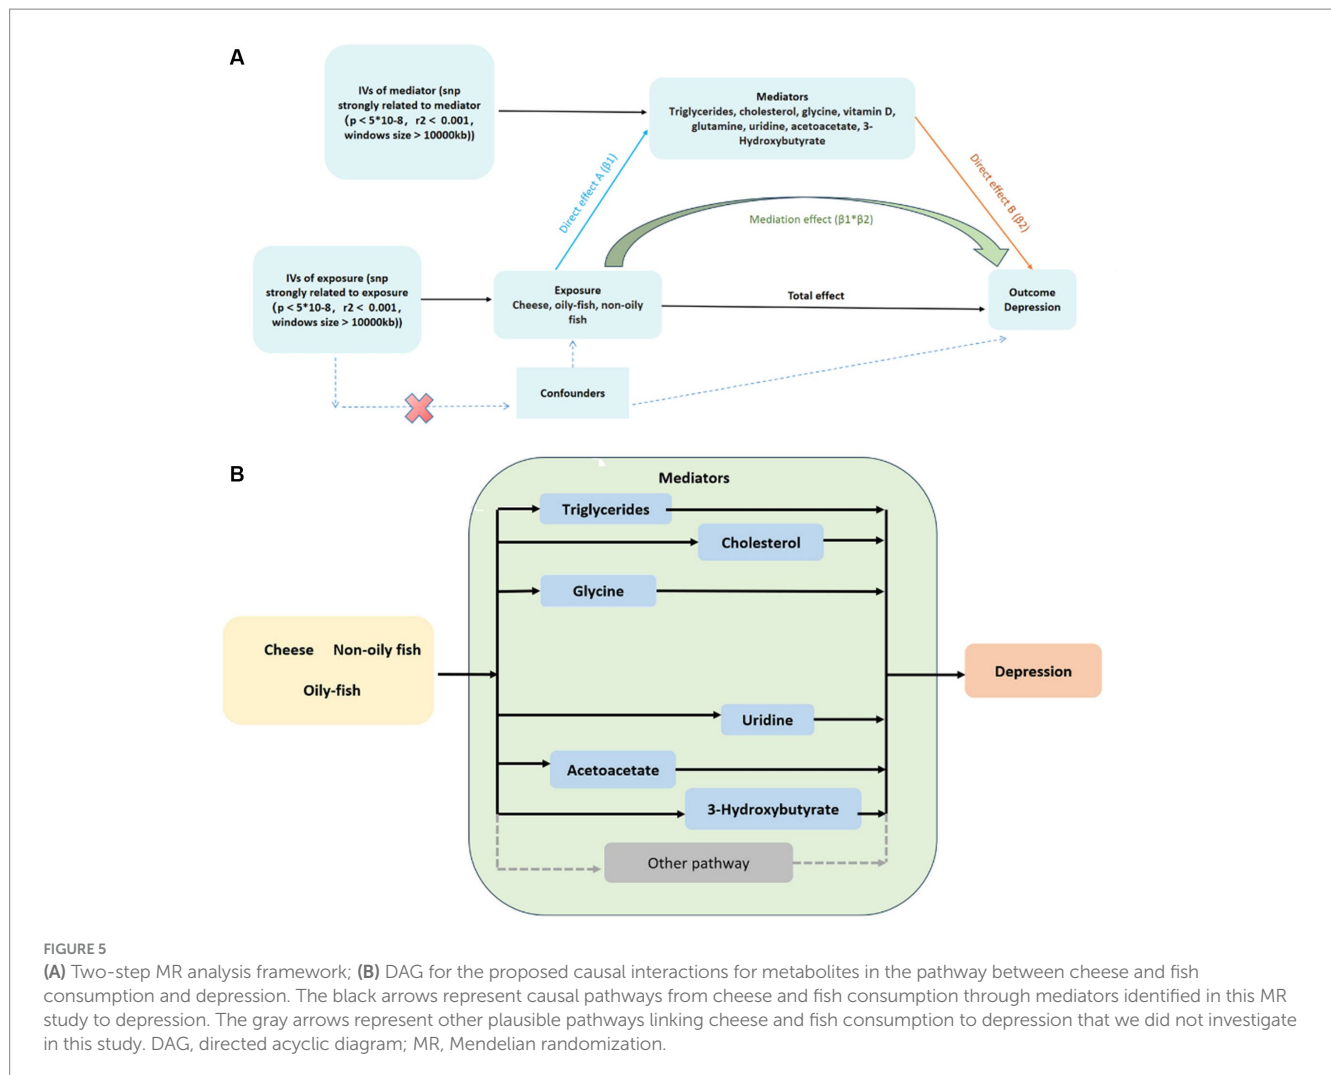 A
IVs of mediator (snp
strongly related to mediator
(p < 5*10-8, r2 < 0.001,
windows size > 10000kb))
Mediators
Triglycerides, cholesterol, glycine, vitamin D,
glutamine, uridine, acetoacetate, 3-
Hydroxybutyrate
Direct effect A (β1)
Direct effect B (β2)
Mediation effect (β1*β2)
IVs of exposure (snp
strongly related to exposure
(p < 5*10-8, r2 < 0.001,
windows size > 10000kb))
Exposure
Cheese, oily-fish, non-oily
fish
Total effect
Outcome
Depression
Confounders
B
Mediators
Triglycerides
Cholesterol
Glycine
Cheese Non-oily fish
Oily-fish
Depression
Uridine
Acetoacetate
3-Hydroxybutyrate
Other pathway
FIGURE 5
(A) Two-step MR analysis framework; (B) DAG for the proposed causal interactions for metabolites in the pathway between cheese and fish
consumption and depression. The black arrows represent causal pathways from cheese and fish consumption through mediators identified in this MR
study to depression. The gray arrows represent other plausible pathways linking cheese and fish consumption to depression that we did not investigate
in this study. DAG, directed acyclic diagram; MR, Mendelian randomization.